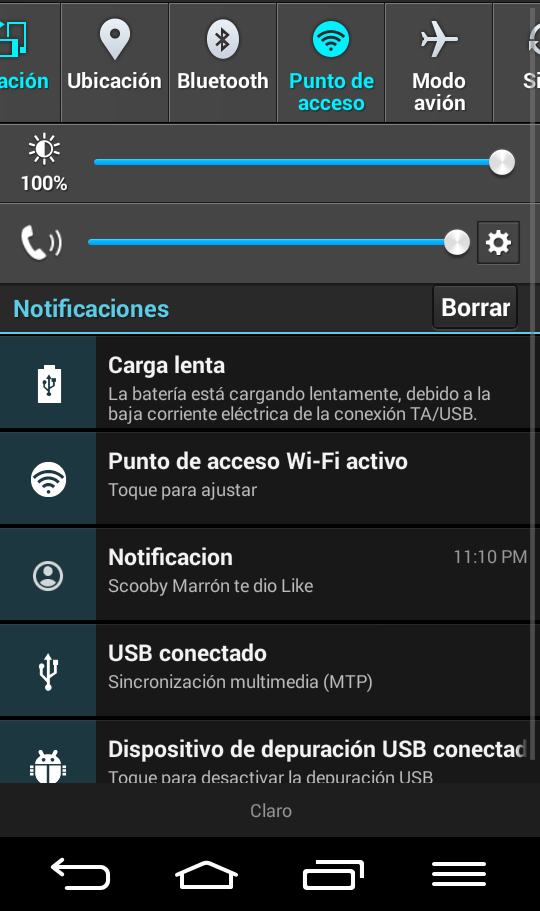 ación
Ubicación
Bluetooth
Punto de
acceso
Modo
avión
Si
100%
Notificaciones
Borrar
Carga lenta
La batería está cargando lentamente, debido a la
baja corriente eléctrica de la conexión TA/USB.
Punto de acceso Wi-Fi activo
Toque para ajustar
Notificacion 11:10 PM
Scooby Marrón te dio Like
USB conectado
Sincronización multimedia (MTP)
Dispositivo de depuración USB conectad
Toque para desactivar la depuración USB
Claro